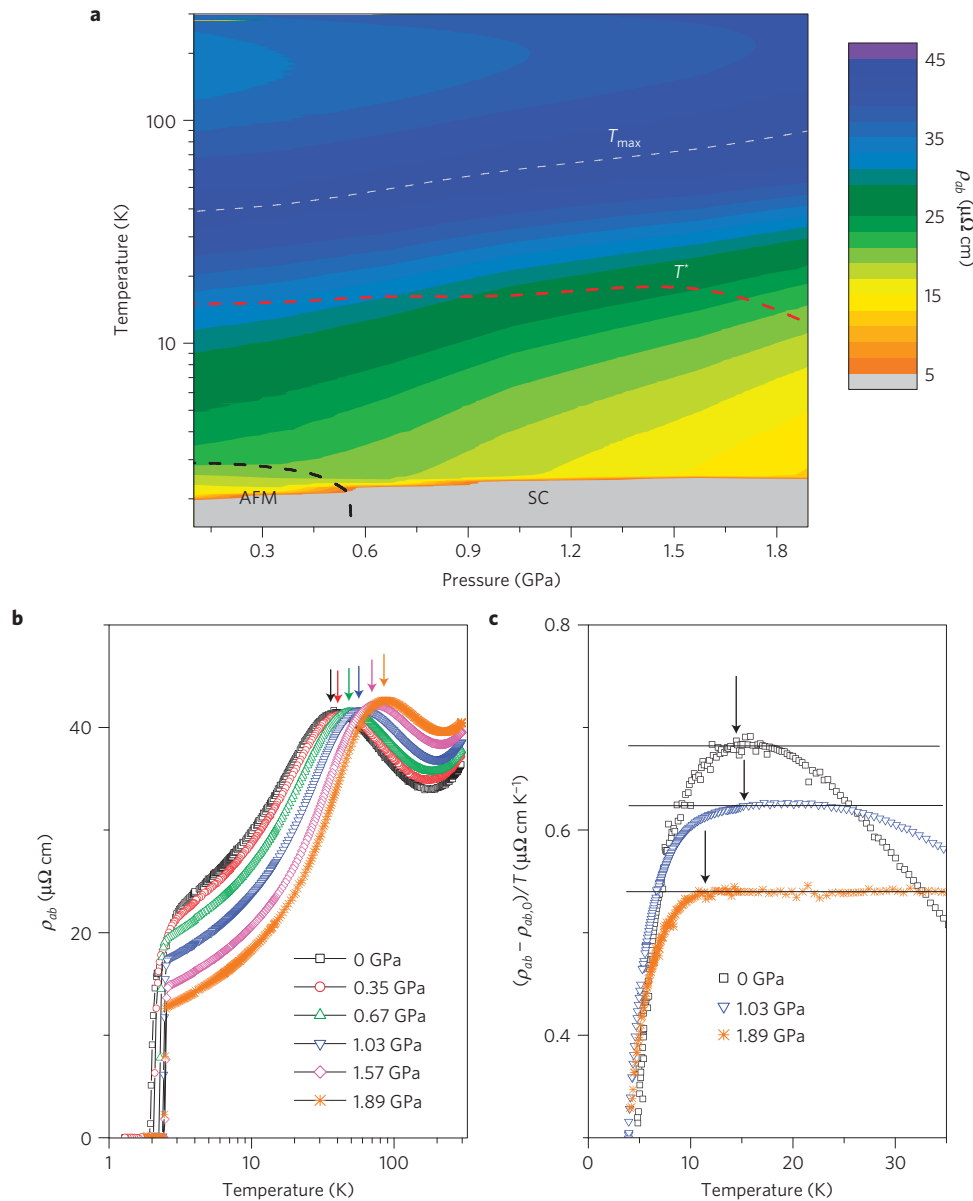 a
100
10
Temperature (K)
T_max
T*
AFM
SC
0.3 0.6 0.9 1.2 1.5 1.8
Pressure (GPa)
45
35
25
15
5
ρ_ab (μΩ cm)
b
40
20
0
ρ_ab (μΩ cm)
0 GPa
0.35 GPa
0.67 GPa
1.03 GPa
1.57 GPa
1.89 GPa
1 10 100
Temperature (K)
c
0.8
0.6
0.4
(ρ_ab − ρ_ab,0)/T (μΩ cm K⁻¹)
0 GPa
1.03 GPa
1.89 GPa
0 10 20 30
Temperature (K)